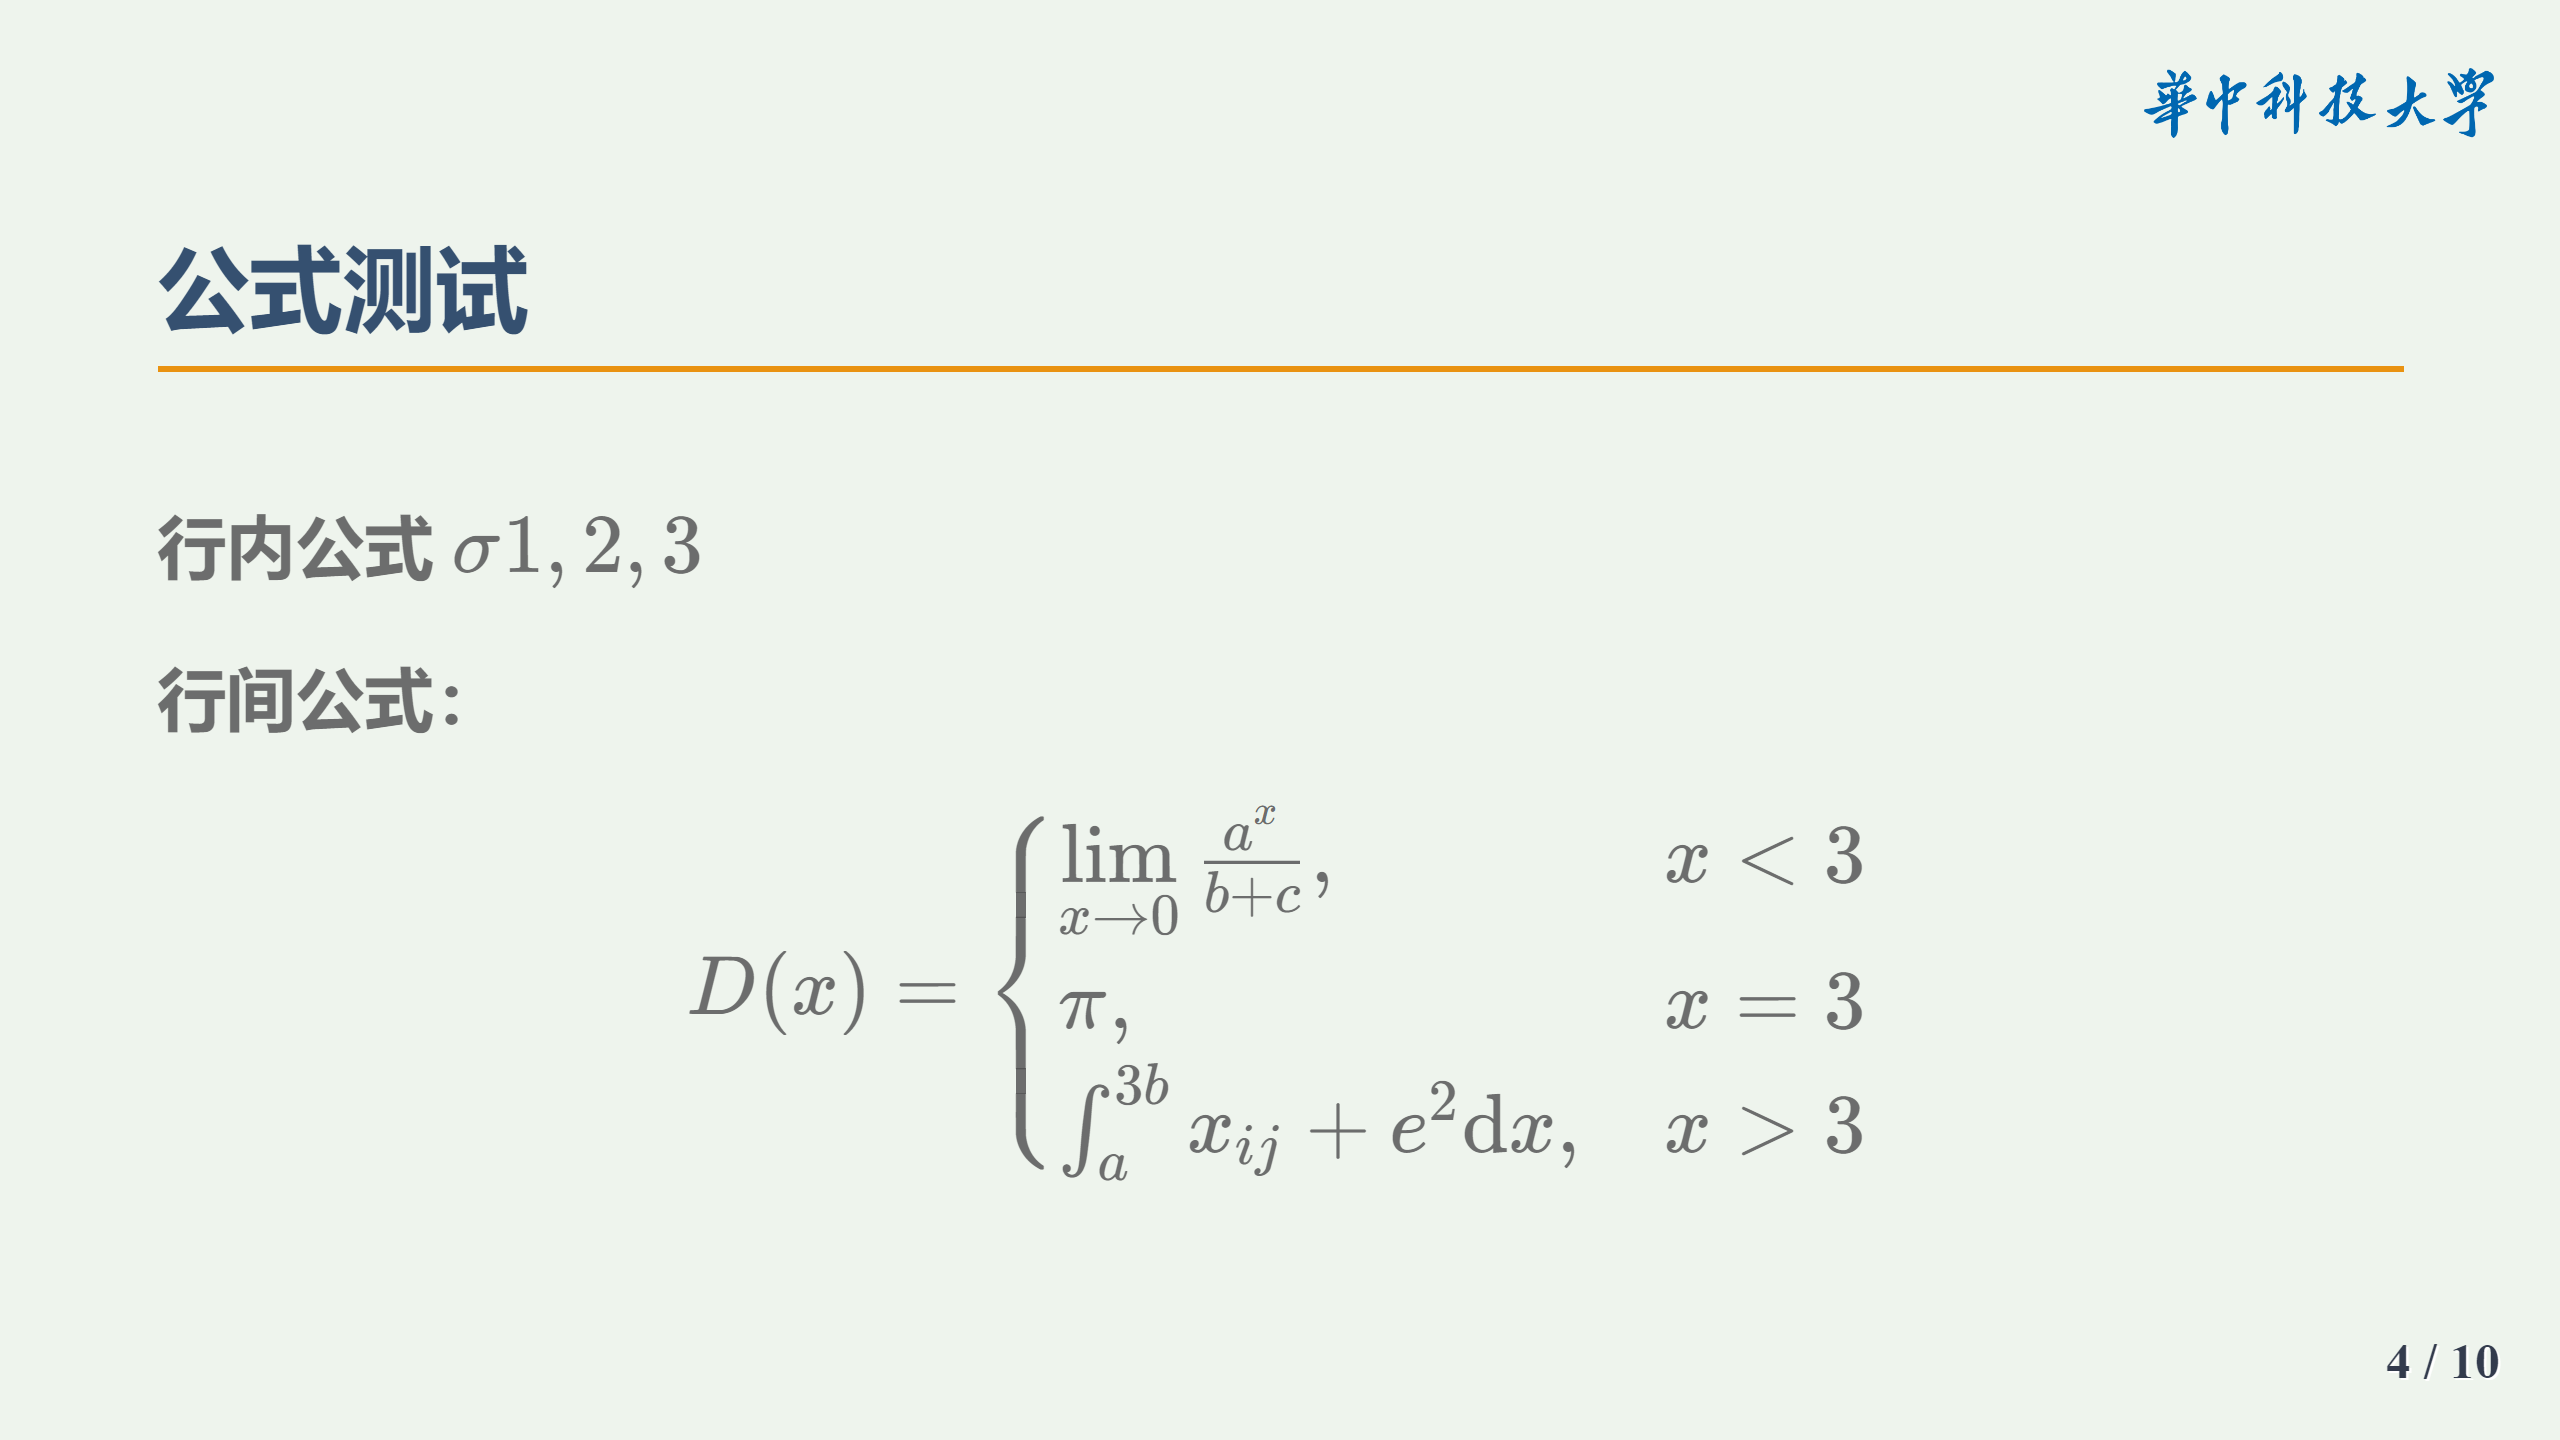 華中科技大学
公式测试
行内公式 σ1, 2, 3
行间公式：
D(x) = { lim_{x→0} a^x/(b+c), x < 3
π, x = 3
∫_a^{3b} x_{ij} + e^2 dx, x > 3
4 / 10